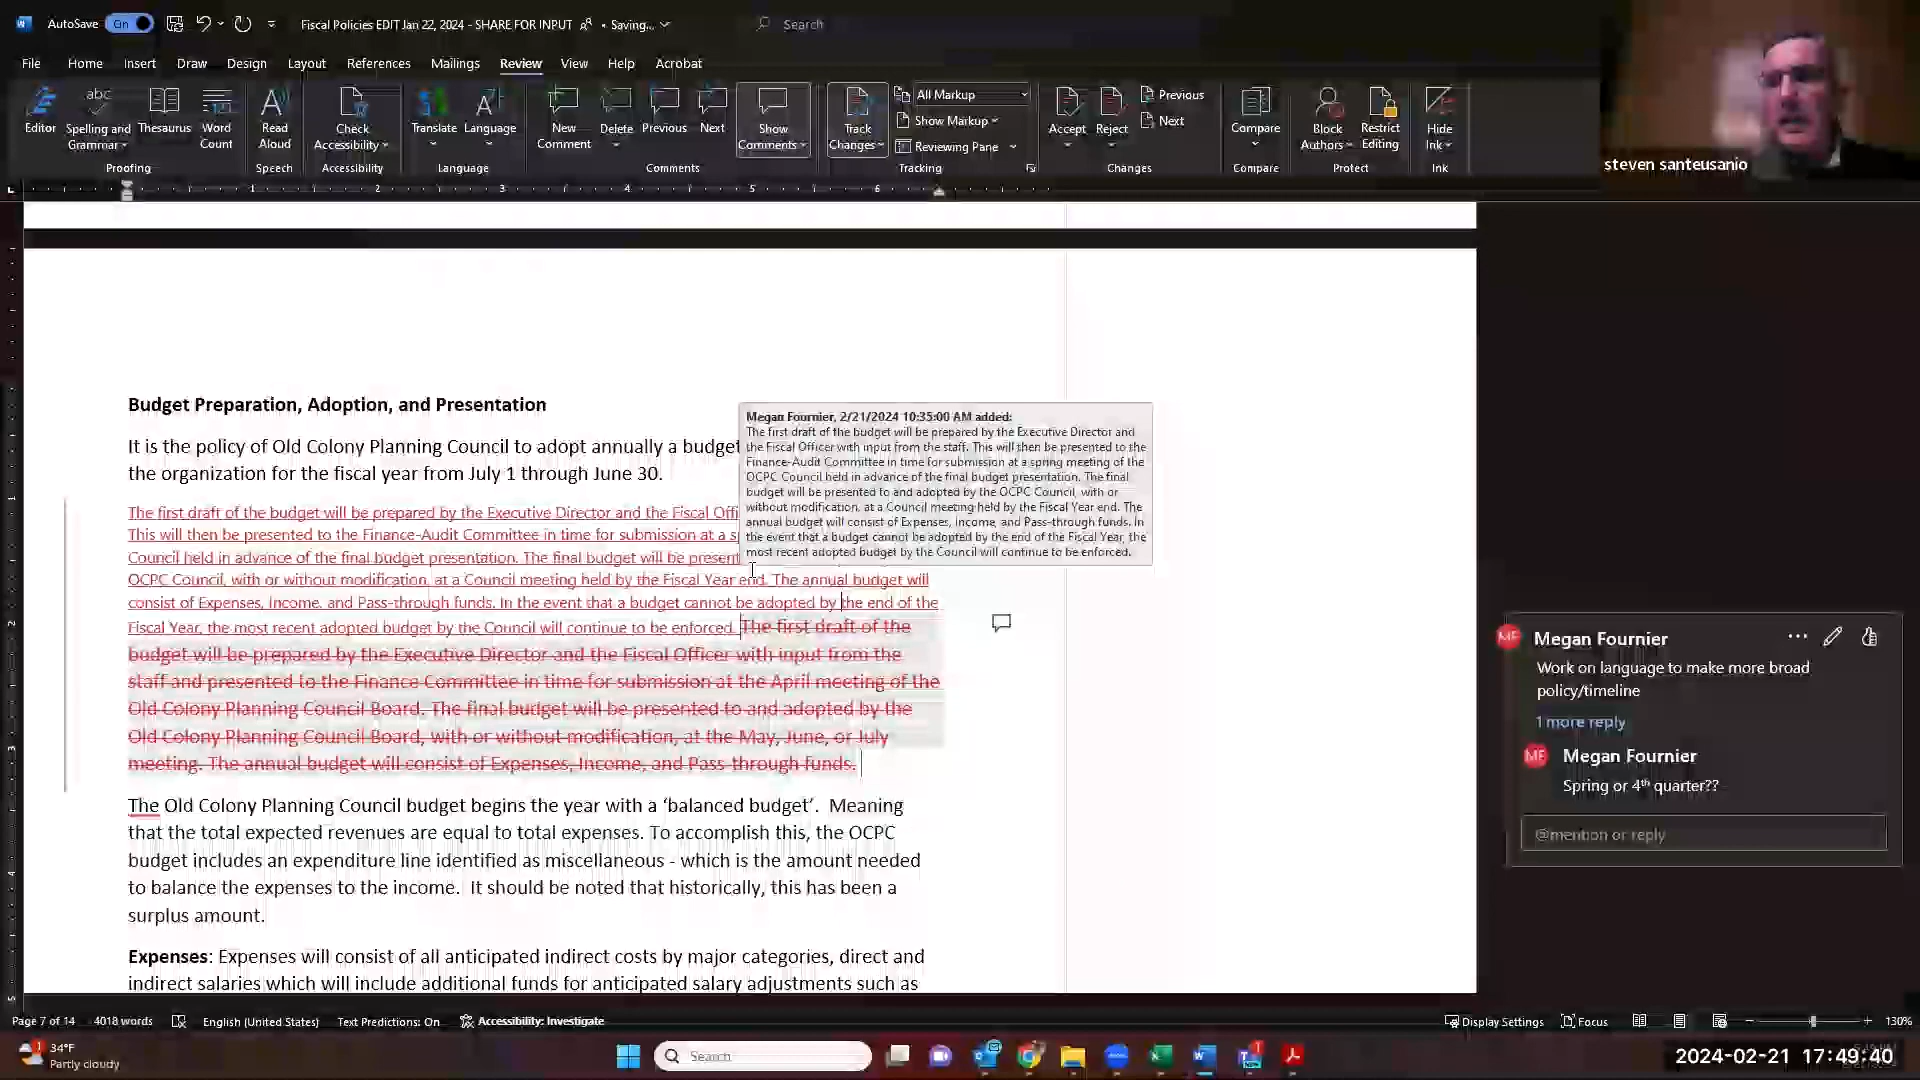 AutoSave On Fiscal Policies EDIT Jan 22, 2024 - SHARE FOR INPUT • Saving... Search
File Home Insert Draw Design Layout References Mailings Review View Help Acrobat
Editor
Spelling and Grammar
Thesaurus
Word Count
Proofing
Read Aloud
Speech
Check Accessibility
Accessibility
Translate
Language
Language
New Comment
Delete
Previous
Next
Show Comments
Comments
Track Changes
All Markup
Show Markup
Reviewing Pane
Tracking
Accept
Reject
Previous
Next
Changes
Compare
Compare
Block Authors
Restrict Editing
Protect
Hide Ink
Ink
steven santeusanio
1 2 3 4 5 6
Budget Preparation, Adoption, and Presentation
It is the policy of Old Colony Planning Council to adopt annually a budget
the organization for the fiscal year from July 1 through June 30.
The first draft of the budget will be prepared by the Executive Director and the Fiscal Offi
This will then be presented to the Finance-Audit Committee in time for submission at a sp
Council held in advance of the final budget presentation. The final budget will be present
OCPC Council, with or without modification, at a Council meeting held by the Fiscal Year end. The annual budget will
consist of Expenses, Income, and Pass-through funds. In the event that a budget cannot be adopted by the end of the
Fiscal Year, the most recent adopted budget by the Council will continue to be enforced. The first draft of the
budget will be prepared by the Executive Director and the Fiscal Officer with input from the
staff and presented to the Finance Committee in time for submission at the April meeting of the
Old Colony Planning Council Board. The final budget will be presented to and adopted by the
Old Colony Planning Council Board, with or without modification, at the May, June, or July
meeting. The annual budget will consist of Expenses, Income, and Pass-through funds.
The Old Colony Planning Council budget begins the year with a ‘balanced budget’. Meaning
that the total expected revenues are equal to total expenses. To accomplish this, the OCPC
budget includes an expenditure line identified as miscellaneous - which is the amount needed
to balance the expenses to the income. It should be noted that historically, this has been a
surplus amount.
Expenses: Expenses will consist of all anticipated indirect costs by major categories, direct and
indirect salaries which will include additional funds for anticipated salary adjustments such as
Megan Fournier, 2/21/2024 10:35:00 AM added:
The first draft of the budget will be prepared by the Executive Director and
the Fiscal Officer with input from the staff. This will then be presented to the
Finance-Audit Committee in time for submission at a spring meeting of the
OCPC Council held in advance of the final budget presentation. The final
budget will be presented to and adopted by the OCPC Council, with or
without modification, at a Council meeting held by the Fiscal Year end. The
annual budget will consist of Expenses, Income, and Pass-through funds. In
the event that a budget cannot be adopted by the end of the Fiscal Year, the
most recent adopted budget by the Council will continue to be enforced.
MF Megan Fournier
Work on language to make more broad
policy/timeline
1 more reply
MF Megan Fournier
Spring or 4th quarter??
@mention or reply
Page 7 of 14 4018 words English (United States) Text Predictions: On Accessibility: Investigate Display Settings Focus 130%
34°F
Partly cloudy
Search
2024-02-21 17:49:40